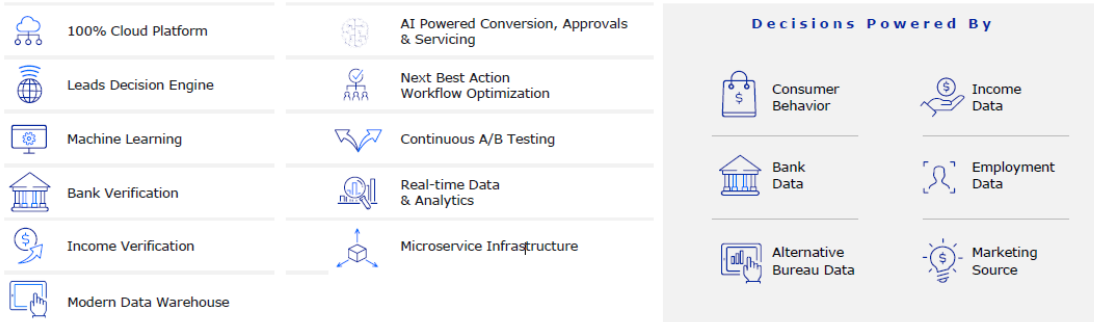 100% Cloud Platform
Leads Decision Engine
Machine Learning
Bank Verification
Income Verification
Modern Data Warehouse
AI Powered Conversion, Approvals
& Servicing
Next Best Action
Workflow Optimization
Continuous A/B Testing
Real-time Data
& Analytics
Microservice Infrastructure
Decisions Powered By
Consumer
Behavior
Income
Data
Bank
Data
Employment
Data
Alternative
Bureau Data
Marketing
Source